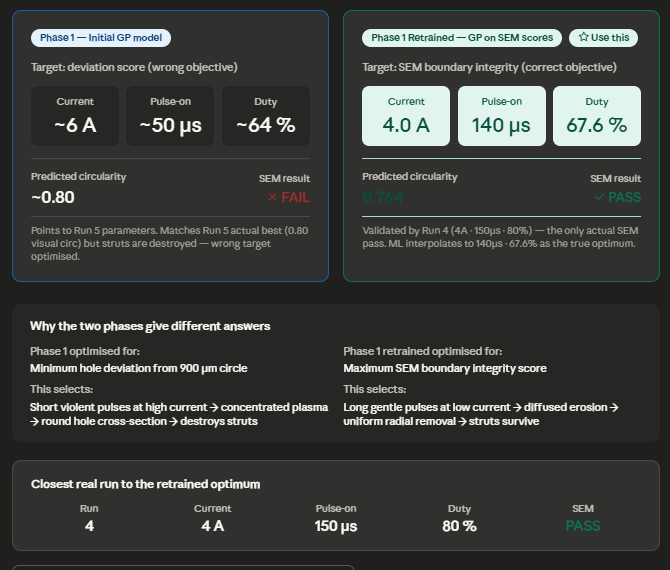 Phase 1 — Initial GP model
Target: deviation score (wrong objective)
Current
~6 A
Pulse-on
~50 µs
Duty
~64 %
Predicted circularity
~0.80
SEM result
× FAIL
Points to Run 5 parameters. Matches Run 5 actual best (0.80
visual circ) but struts are destroyed — wrong target
optimised.
Phase 1 Retrained — GP on SEM scores
☆ Use this
Target: SEM boundary integrity (correct objective)
Current
4.0 A
Pulse-on
140 µs
Duty
67.6 %
Predicted circularity
0.764
SEM result
✓ PASS
Validated by Run 4 (4A · 150µs · 80%) — the only actual SEM
pass. ML interpolates to 140µs · 67.6% as the true optimum.
Why the two phases give different answers
Phase 1 optimised for:
Minimum hole deviation from 900 µm circle
This selects:
Short violent pulses at high current → concentrated plasma
→ round hole cross-section → destroys struts
Phase 1 retrained optimised for:
Maximum SEM boundary integrity score
This selects:
Long gentle pulses at low current → diffused erosion →
uniform radial removal → struts survive
Closest real run to the retrained optimum
Run
4
Current
4 A
Pulse-on
150 µs
Duty
80 %
SEM
PASS